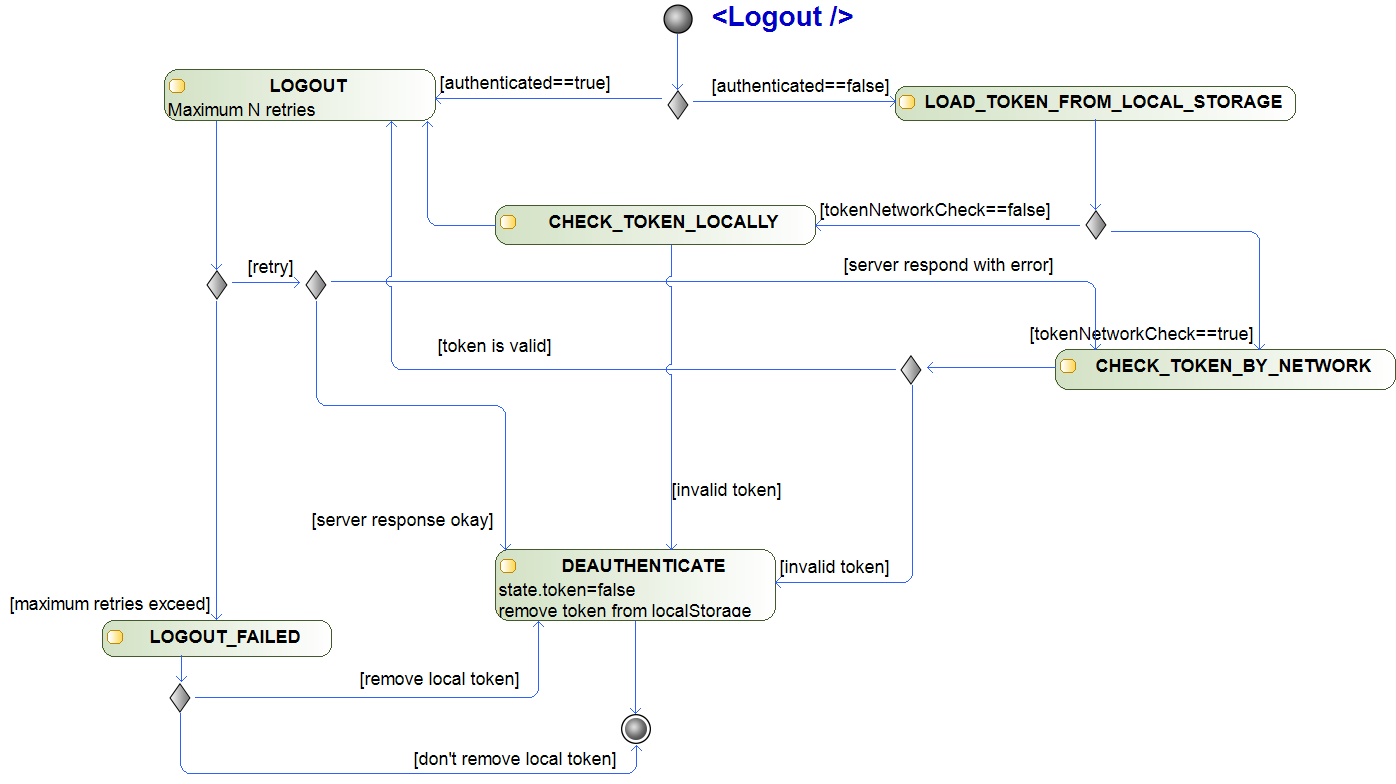 <Logout />
[authenticated==true]
[authenticated==false]
LOGOUT
Maximum N retries
LOAD_TOKEN_FROM_LOCAL_STORAGE
[tokenNetworkCheck==false]
CHECK_TOKEN_LOCALLY
[retry]
[server respond with error]
[tokenNetworkCheck==true]
[token is valid]
CHECK_TOKEN_BY_NETWORK
[invalid token]
[server response okay]
DEAUTHENTICATE
state.token=false
remove token from localStorage
[invalid token]
[maximum retries exceed]
LOGOUT_FAILED
[remove local token]
[don't remove local token]